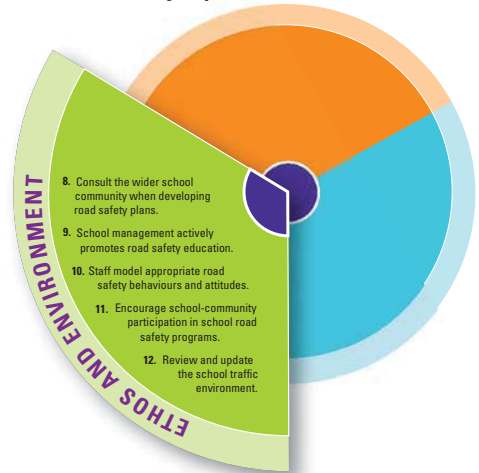 ETHOS AND ENVIRONMENT
8. Consult the wider school
community when developing
road safety plans.
9. School management actively
promotes road safety education.
10. Staff model appropriate road
safety behaviours and attitudes.
11. Encourage school-community
participation in school road
safety programs.
12. Review and update
the school traffic
environment.